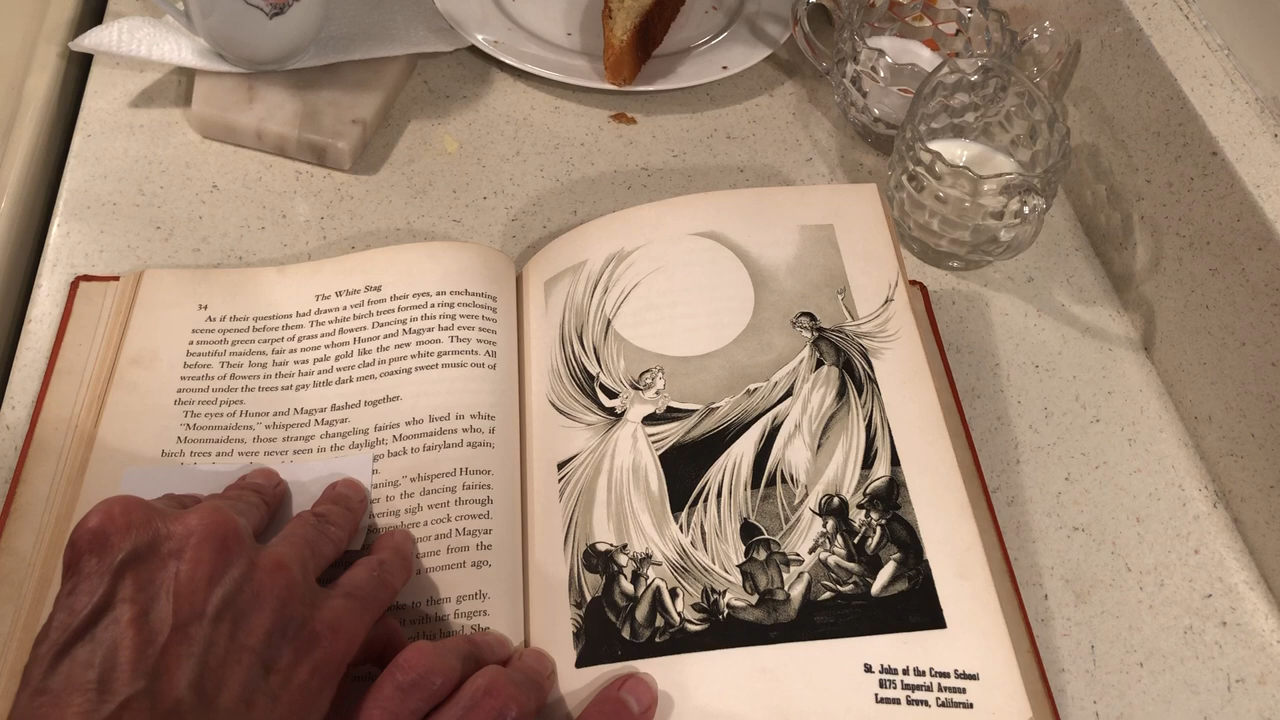 The White Stag
34
As if their questions had drawn a veil from their eyes, an enchanting
scene opened before them. The white birch trees formed a ring enclosing
a smooth green carpet of grass and flowers. Dancing in this ring were two
beautiful maidens, fair as none whom Hunor and Magyar had ever seen
before. Their long hair was pale gold like the new moon. They wore
wreaths of flowers in their hair and were clad in pure white garments. All
around under the trees sat gay little dark men, coaxing sweet music out of
their reed pipes.
The eyes of Hunor and Magyar flashed together.
"Moonmaidens," whispered Magyar.
Moonmaidens, those strange changeling fairies who lived in white
birch trees and were never seen in the daylight; Moonmaidens who, if
go back to fairyland again;
whispered Hunor.
to the dancing fairies.
sigh went through
Somewhere a cock crowed.
and Magyar
came from the
a moment ago,
to them gently.
it with her fingers.
his hand. She
St. John of the Cross School
8175 Imperial Avenue
Lemon Grove, California